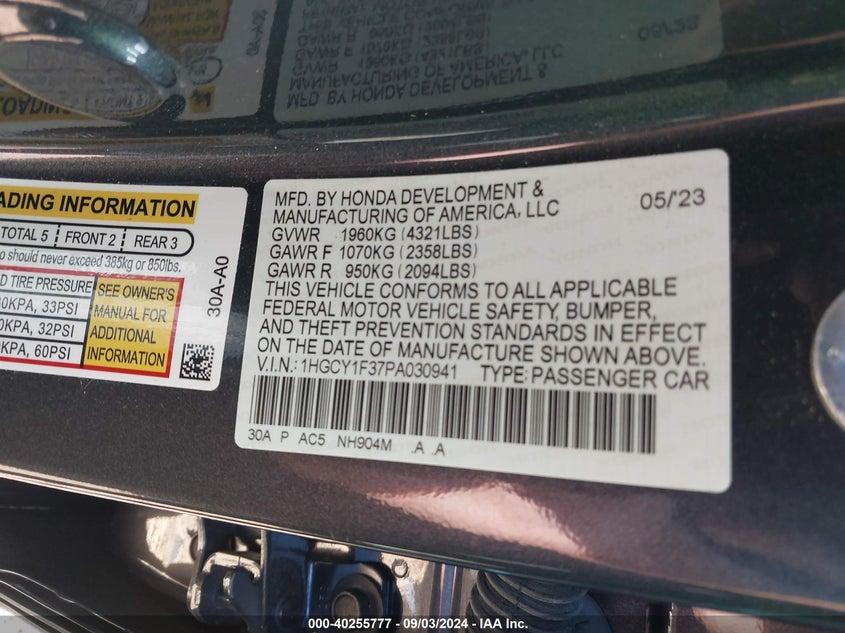 MFD. BY HONDA DEVELOPMENT &
MANUFACTURING OF AMERICA, LLC
05/'23
GVWR 1960KG (4321LBS)
GAWR F 1070KG (2358LBS)
GAWR R 950KG (2094LBS)
THIS VEHICLE CONFORMS TO ALL APPLICABLE
FEDERAL MOTOR VEHICLE SAFETY, BUMPER,
AND THEFT PREVENTION STANDARDS IN EFFECT
ON THE DATE OF MANUFACTURE SHOWN ABOVE.
V.I.N.: 1HGCY1F37PA030941 TYPE: PASSENGER CAR
30A P AC5 NH904M .A .A
ADING INFORMATION
TOTAL 5 FRONT 2 REAR 3
o should never exceed 385kg or 850lbs.
D TIRE PRESSURE
0KPA, 33PSI
0KPA, 32PSI
0KPA, 60PSI
SEE OWNER'S
MANUAL FOR
ADDITIONAL
INFORMATION
30A-A0
000-40255777 - 09/03/2024 - IAA Inc.